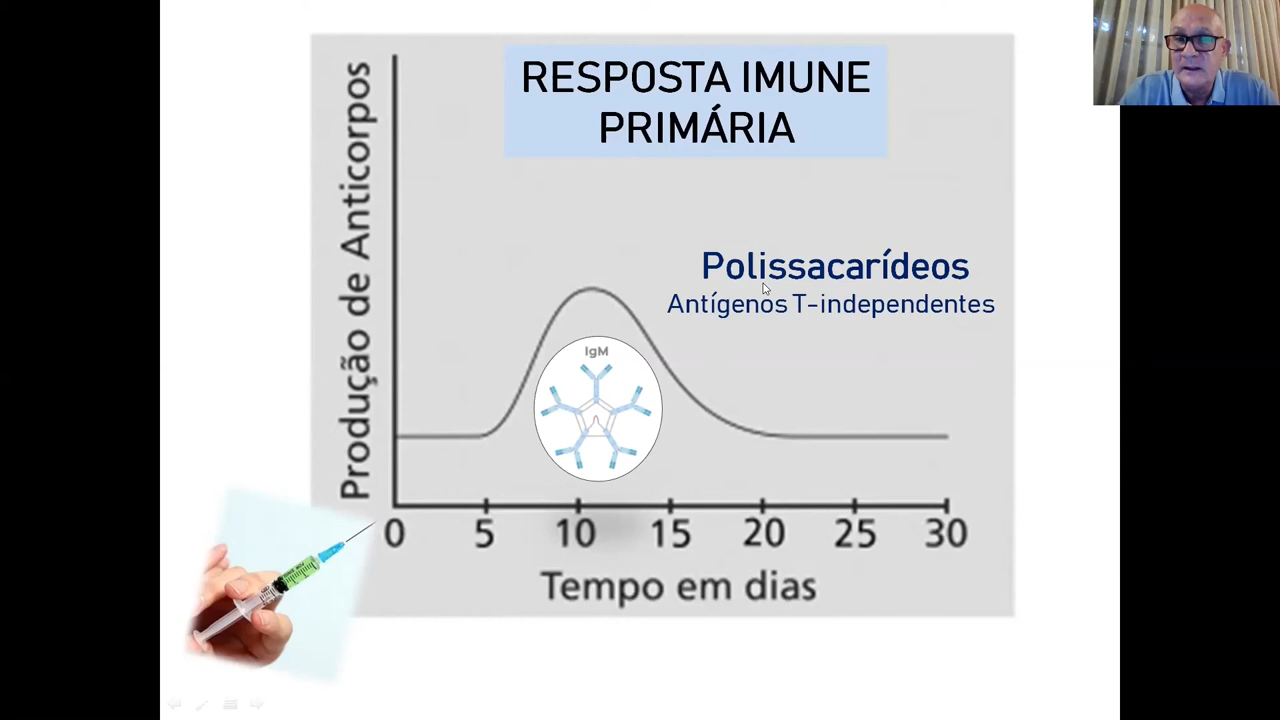 RESPOSTA IMUNE
PRIMÁRIA
Produção de Anticorpos
Polissacarídeos
Antígenos T-independentes
IgM
0 5 10 15 20 25 30
Tempo em dias